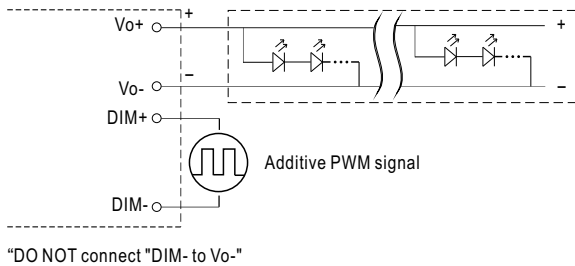 Vo+
+
+
Vo-
–
–
DIM+
Additive PWM signal
DIM-
“DO NOT connect "DIM- to Vo-"